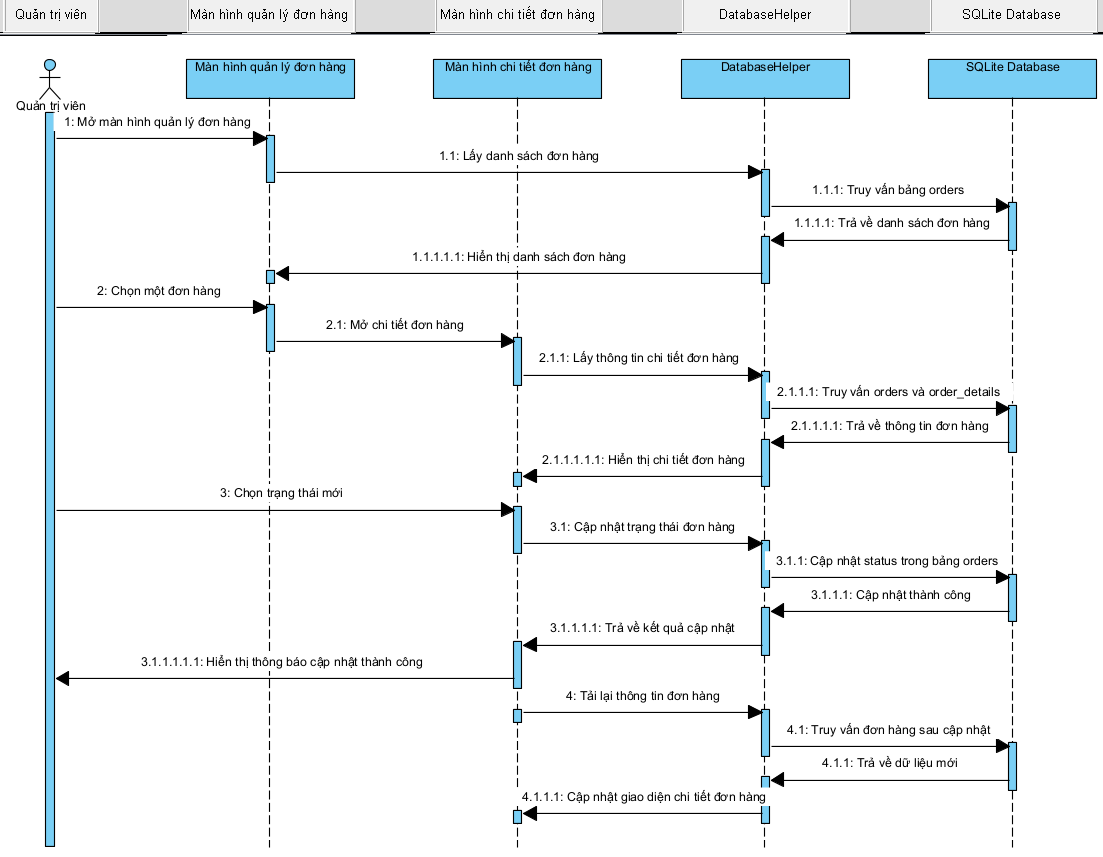 Quản trị viên
Màn hình quản lý đơn hàng
Màn hình chi tiết đơn hàng
DatabaseHelper
SQLite Database
Màn hình quản lý đơn hàng
Màn hình chi tiết đơn hàng
DatabaseHelper
SQLite Database
Quản trị viên
1: Mở màn hình quản lý đơn hàng
1.1: Lấy danh sách đơn hàng
1.1.1: Truy vấn bảng orders
1.1.1.1: Trả về danh sách đơn hàng
1.1.1.1.1: Hiển thị danh sách đơn hàng
2: Chọn một đơn hàng
2.1: Mở chi tiết đơn hàng
2.1.1: Lấy thông tin chi tiết đơn hàng
2.1.1.1: Truy vấn orders và order_details
2.1.1.1.1: Trả về thông tin đơn hàng
2.1.1.1.1.1: Hiển thị chi tiết đơn hàng
3: Chọn trạng thái mới
3.1: Cập nhật trạng thái đơn hàng
3.1.1: Cập nhật status trong bảng orders
3.1.1.1: Cập nhật thành công
3.1.1.1.1: Trả về kết quả cập nhật
3.1.1.1.1.1: Hiển thị thông báo cập nhật thành công
4: Tải lại thông tin đơn hàng
4.1: Truy vấn đơn hàng sau cập nhật
4.1.1: Trả về dữ liệu mới
4.1.1.1: Cập nhật giao diện chi tiết đơn hàng